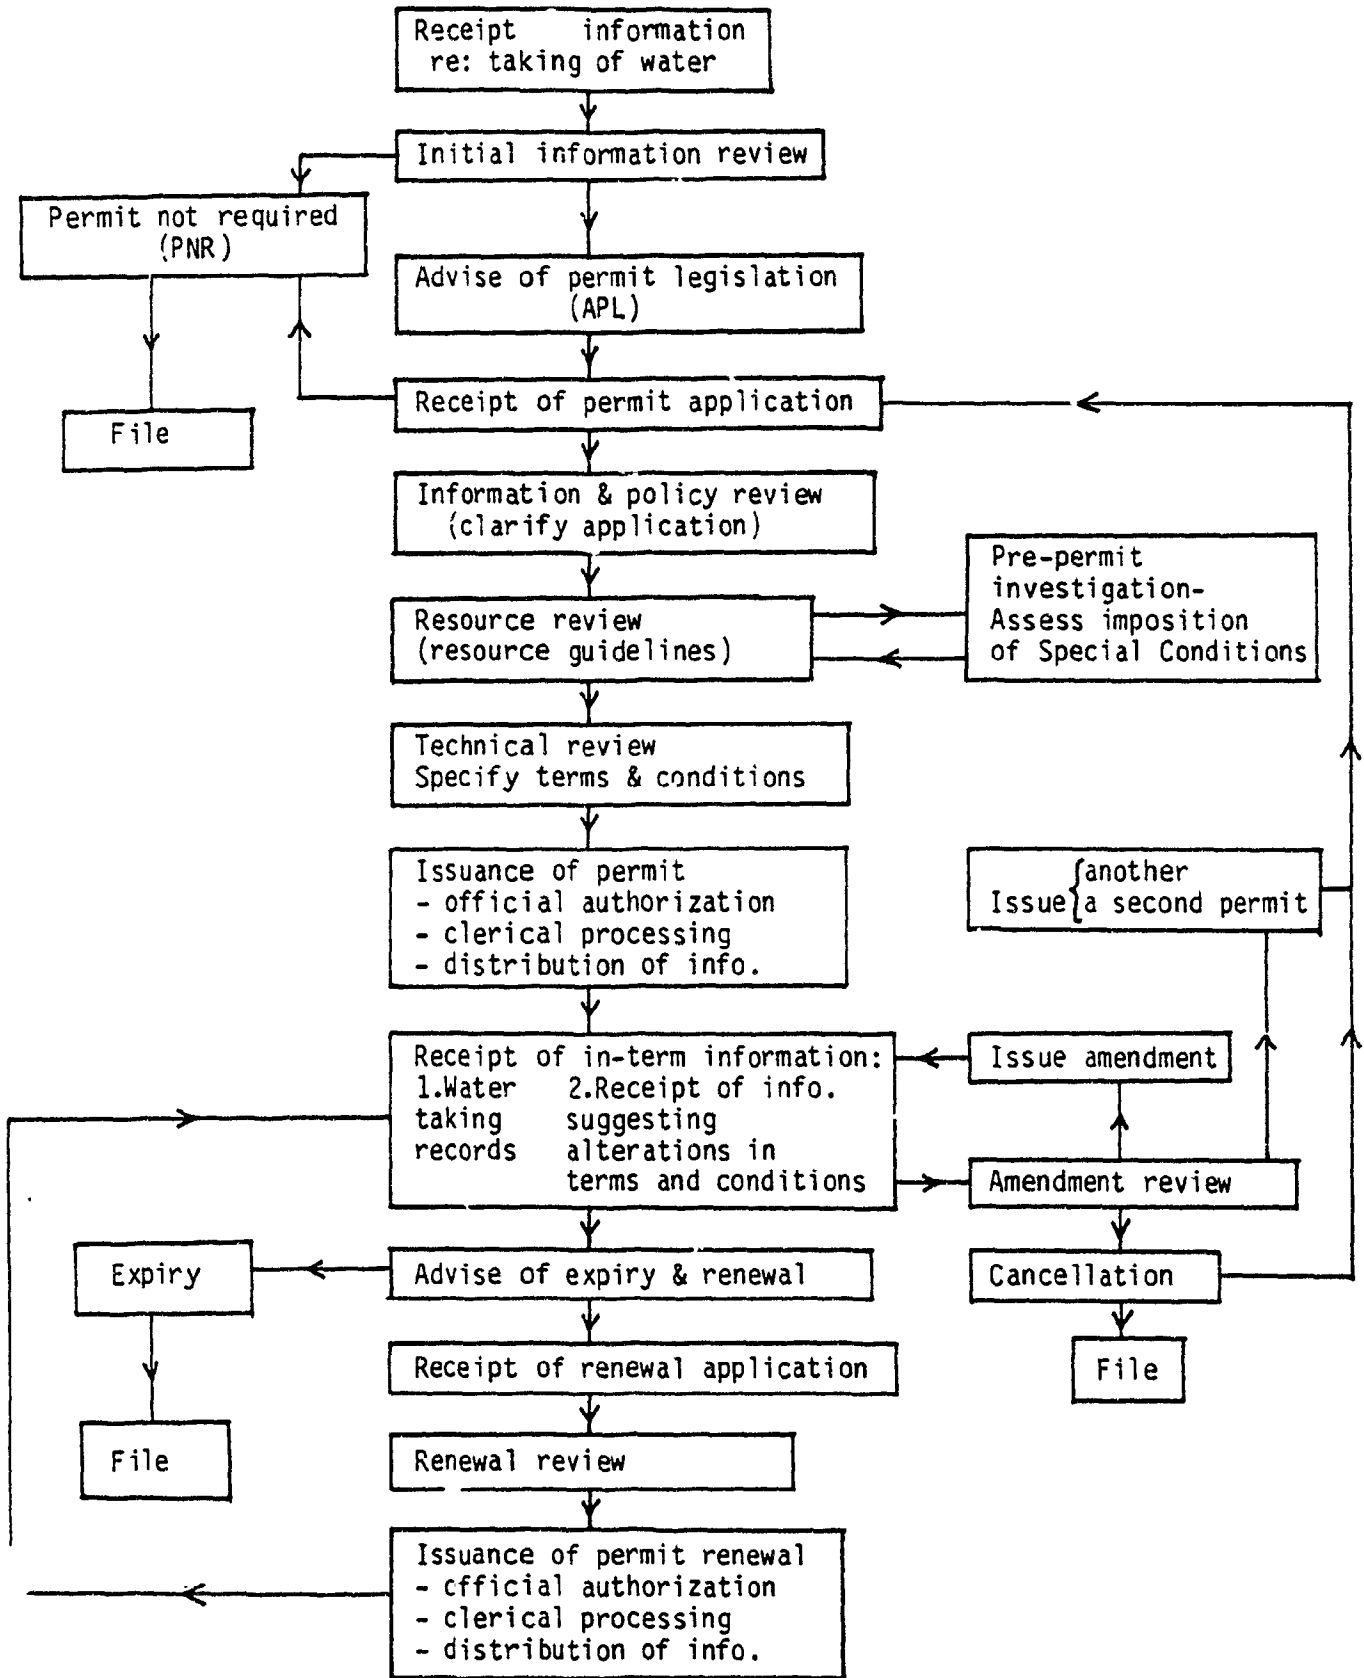 Receipt information
re: taking of water
Initial information review
Permit not required
(PNR)
Advise of permit legislation
(APL)
Receipt of permit application
File
Information & policy review
(clarify application)
Pre-permit
investigation-
Assess imposition
of Special Conditions
Resource review
(resource guidelines)
Technical review
Specify terms & conditions
Issuance of permit
- official authorization
- clerical processing
- distribution of info.
another
Issue { a second permit
Receipt of in-term information:
1.Water 2.Receipt of info.
taking suggesting
records alterations in
terms and conditions
Issue amendment
Amendment review
Expiry
Advise of expiry & renewal
Cancellation
Receipt of renewal application
File
File
Renewal review
Issuance of permit renewal
- official authorization
- clerical processing
- distribution of info.